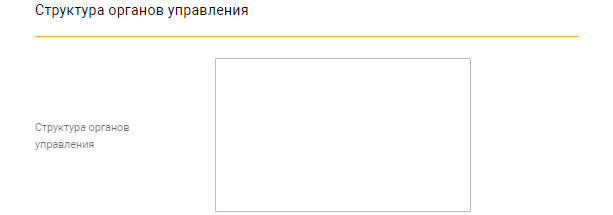 Структура органов управления
Структура органов
управления